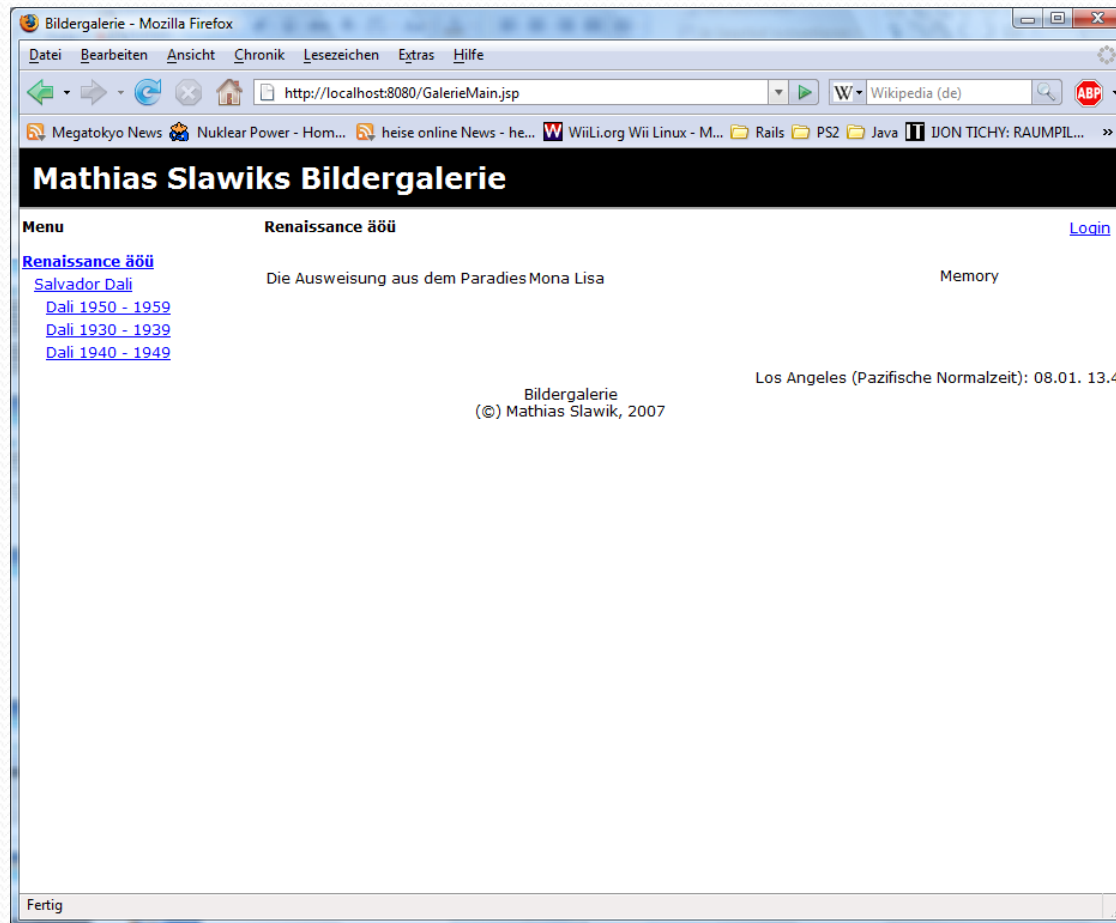 Bildergalerie - Mozilla Firefox
Datei Bearbeiten Ansicht Chronik Lesezeichen Extras Hilfe
http://localhost:8080/GalerieMain.jsp W Wikipedia (de) ABP
Megatokyo News Nuklear Power - Hom... heise online News - he... W WiiLi.org Wii Linux - M... Rails PS2 Java IJON TICHY: RAUMPIL... »
Mathias Slawiks Bildergalerie
Menu Renaissance äöü Login
Renaissance äöü
Die Ausweisung aus dem Paradies Mona Lisa Memory
Salvador Dali
Dali 1950 - 1959
Dali 1930 - 1939
Dali 1940 - 1949
Los Angeles (Pazifische Normalzeit): 08.01. 13.4
Bildergalerie
(©) Mathias Slawik, 2007
Fertig